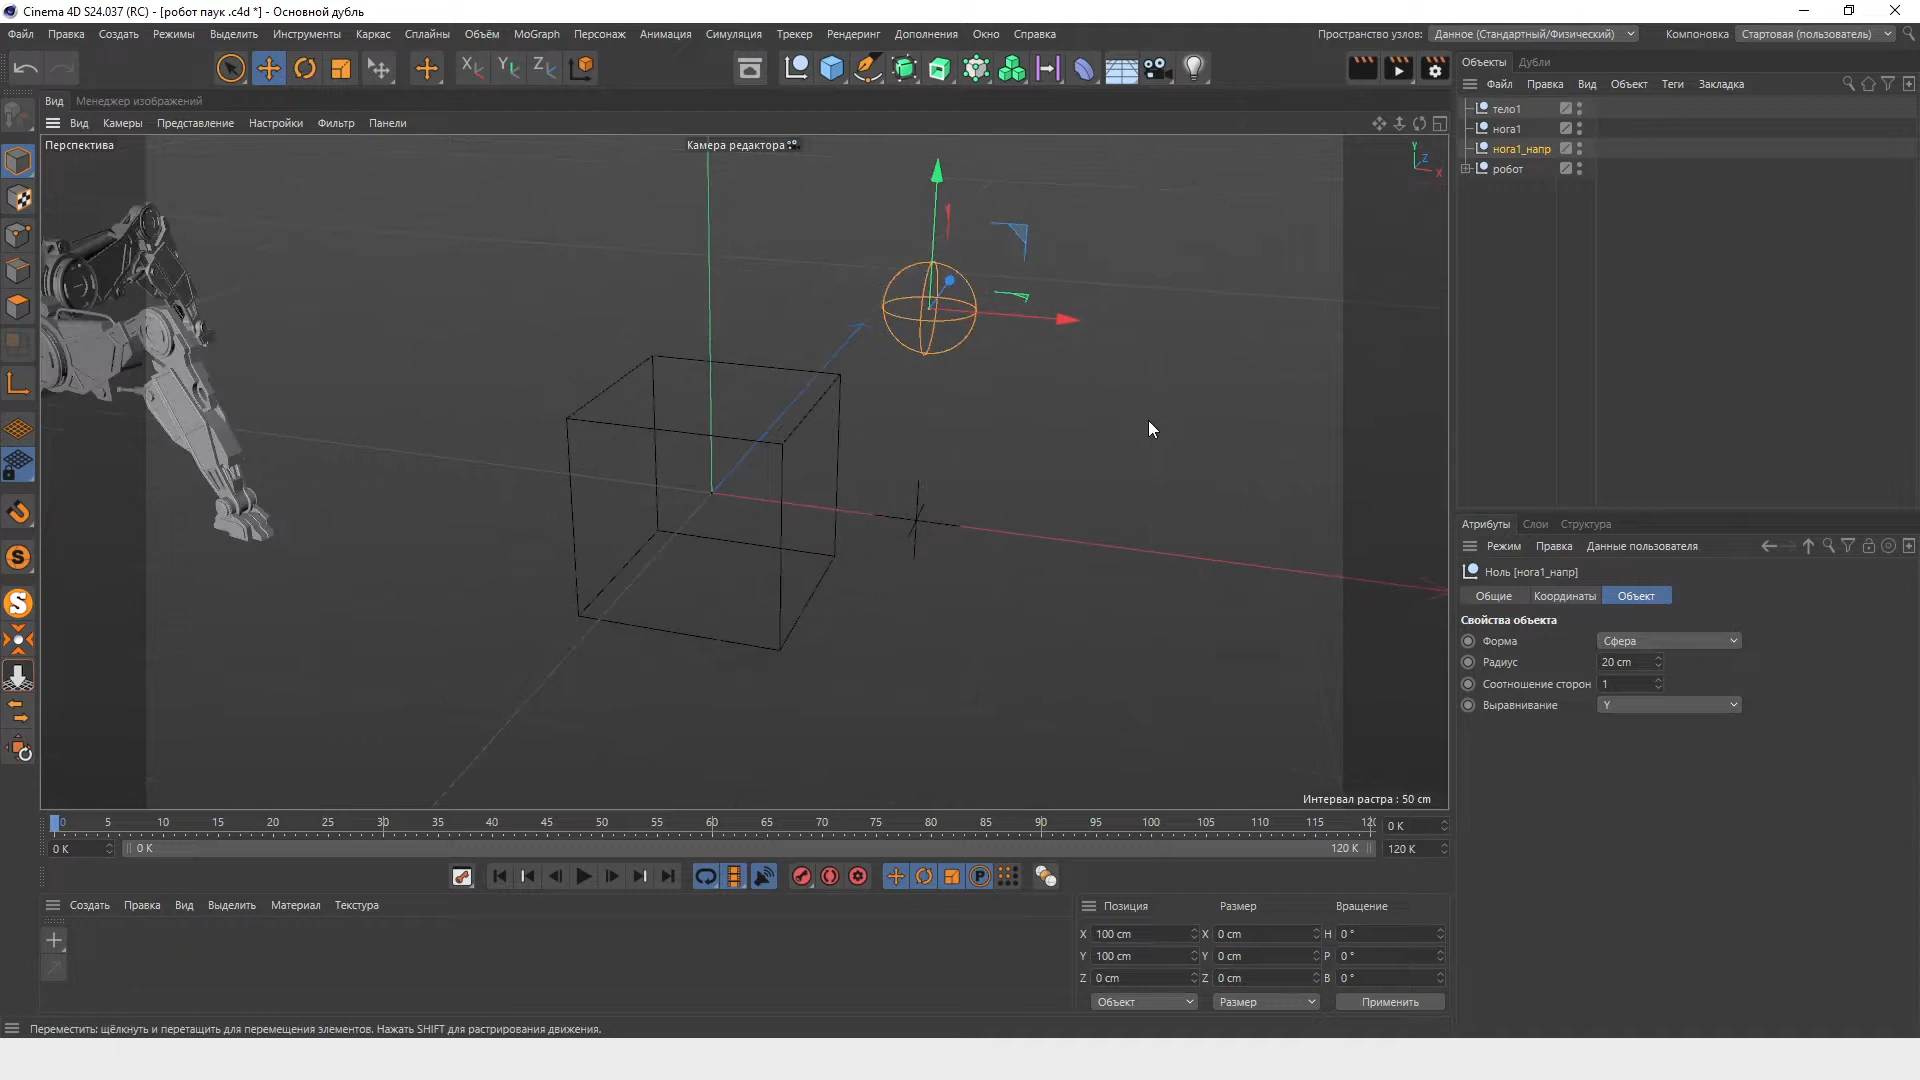 Cinema 4D S24.037 (RC) - [робот паук .c4d *] - Основной дубль
Файл Правка Создать Режимы Выделить Инструменты Каркас Сплайны Объём MoGraph Персонаж Анимация Симуляция Трекер Рендеринг Дополнения Окно Справка
Пространство узлов: Данное (Стандартный/Физический) Компоновка Стартовая (пользователь)
Объекты Дубли
Файл Правка Вид Объект Теги Закладка
тело1
нога1
нога1_напр
робот
Вид Менеджер изображений
Вид Камеры Представление Настройки Фильтр Панели
Перспектива
Камера редактора
Y
Z
X
Интервал растра : 50 cm
Атрибуты Слои Структура
Режим Правка Данные пользователя
Ноль [нога1_напр]
Общие Координаты Объект
Свойства объекта
Форма Сфера
Радиус 20 cm
Соотношение сторон 1
Выравнивание Y
0 5 10 15 20 25 30 35 40 45 50 55 60 65 70 75 80 85 90 95 100 105 110 115 120
0 K
0 K 0 K 120 K 120 K
Создать Правка Вид Выделить Материал Текстура
Позиция Размер Вращение
X 100 cm X 0 cm H 0 °
Y 100 cm Y 0 cm P 0 °
Z 0 cm Z 0 cm B 0 °
Объект Размер Применить
Переместить: щёлкнуть и перетащить для перемещения элементов. Нажать SHIFT для растрирования движения.